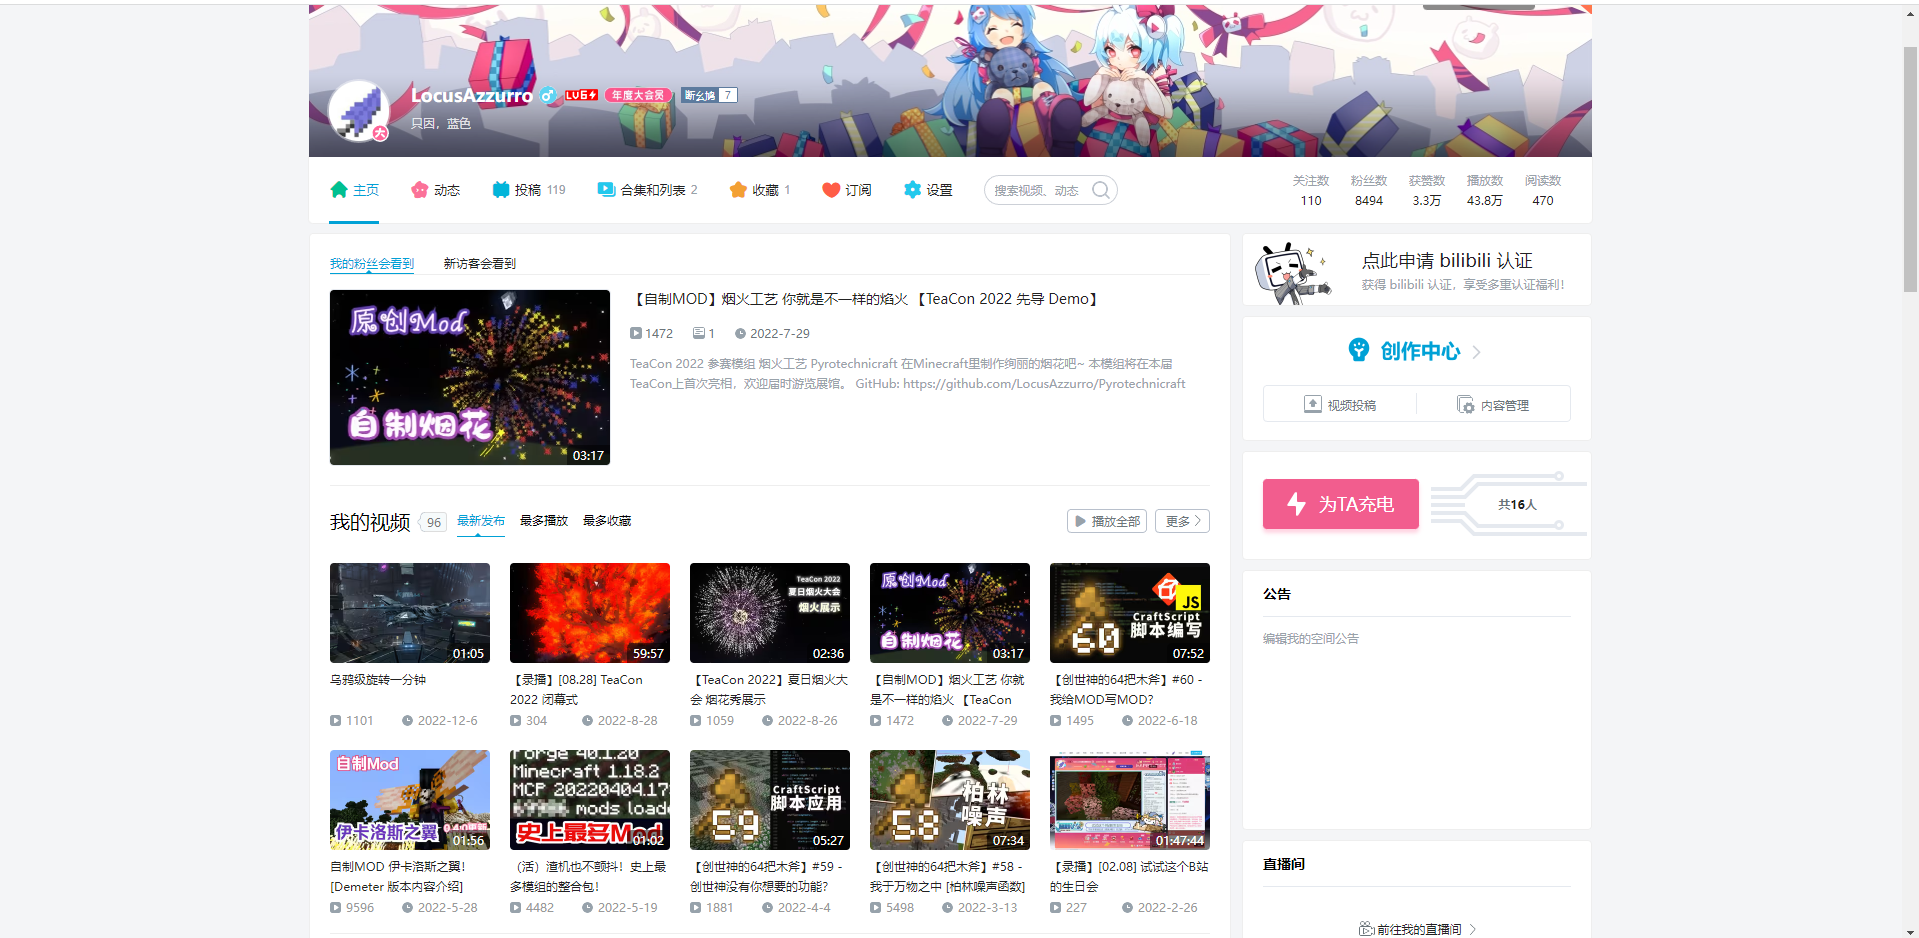 LocusAzzurro LV6 年度大会员 断幺鸠 7
大
只因，蓝色
主页
动态
投稿 119
合集和列表 2
收藏 1
订阅
设置
搜索视频、动态
关注数
110
粉丝数
8494
获赞数
3.3万
播放数
43.8万
阅读数
470
我的粉丝会看到
新访客会看到
原创Mod
自制烟花
03:17
【自制MOD】烟火工艺 你就是不一样的焰火 【TeaCon 2022 先导 Demo】
1472 1 2022-7-29
TeaCon 2022 参赛模组 烟火工艺 Pyrotechnicraft 在Minecraft里制作绚丽的烟花吧~ 本模组将在本届
TeaCon上首次亮相，欢迎届时游览展馆。 GitHub: https://github.com/LocusAzzurro/Pyrotechnicraft
我的视频 96 最新发布 最多播放 最多收藏
播放全部
更多
01:05
乌鸦级旋转一分钟
1101 2022-12-6
59:57
【录播】[08.28] TeaCon
2022 闭幕式
304 2022-8-28
TeaCon 2022
夏日烟火大会
烟火展示
02:36
【TeaCon 2022】夏日烟火大
会 烟花秀展示
1059 2022-8-26
原创Mod
自制烟花
03:17
【自制MOD】烟火工艺 你就
是不一样的焰火 【TeaCon
1472 2022-7-29
JS
CraftScript
脚本编写
60
07:52
【创世神的64把木斧】#60 -
我给MOD写MOD?
1495 2022-6-18
自制Mod
伊卡洛斯之翼
0.4.0更新
01:56
自制MOD 伊卡洛斯之翼！
[Demeter 版本内容介绍]
9596 2022-5-28
Forge 40.1.20
Minecraft 1.18.2
MCP 20220404.17
mods loade
史上最多Mod
01:02
（活）渣机也不颤抖！史上最
多模组的整合包！
4482 2022-5-19
CraftScript
脚本应用
59
05:27
【创世神的64把木斧】#59 -
创世神没有你想要的功能？
1881 2022-4-4
柏林
噪声
58
07:34
【创世神的64把木斧】#58 -
我于万物之中 [柏林噪声函数]
5498 2022-3-13
01:47:44
【录播】[02.08] 试试这个B站
的生日会
227 2022-2-26
点此申请 bilibili 认证
获得 bilibili 认证，享受多重认证福利！
创作中心
视频投稿
内容管理
为TA充电
共16人
公告
编辑我的空间公告
直播间
前往我的直播间